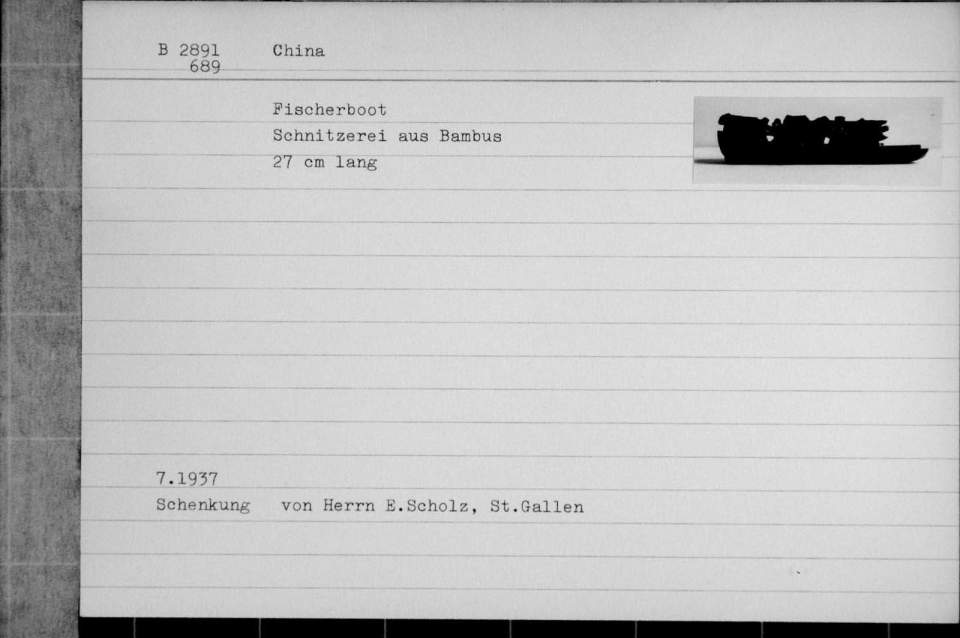 B 2891 China
689
Fischerboot
Schnitzerei aus Bambus
27 cm lang
7.1937
Schenkung von Herrn E.Scholz, St.Gallen